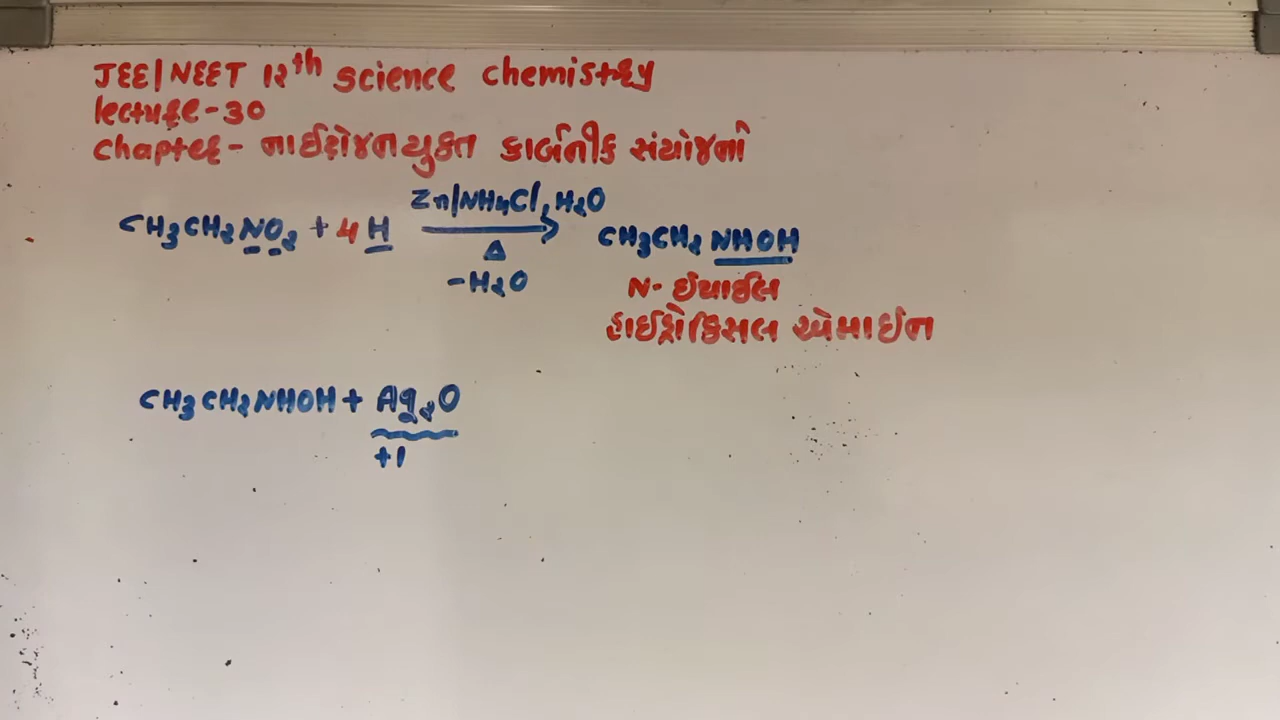 JEE/NEET 12th science chemistry
lecture-30
chapter- નાઈટ્રોજનયુક્ત કાર્બનીક સંયોજનો
CH3CH2NO2 + 4H Zn/NH4Cl, H2O Δ -H2O CH3CH2NHOH
N- ઈથાઈલ
હાઈડ્રોક્સિલ એમાઈન
CH3CH2NHOH + Ag2O
+1